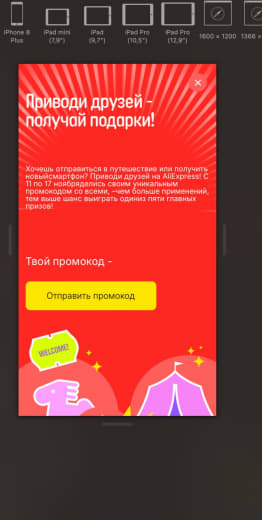 iPhone 8 Plus
iPad mini (7,9")
iPad (9,7")
iPad Pro (10,5")
iPad Pro (12,9")
1600 × 1200
1366 ×
Приводи друзей -
получай подарки!
Хочешь отправиться в путешествие или получить
новыйсмартфон? Приводи друзей на AliExpress! С
11 по 17 ноябрядепись своим уникальным
промокодом со всеми, –чем больше применений,
тем выше шанс выиграть одиниз пяти главных
призов!
Твой промокод -
Отправить промокод
WELCOME!